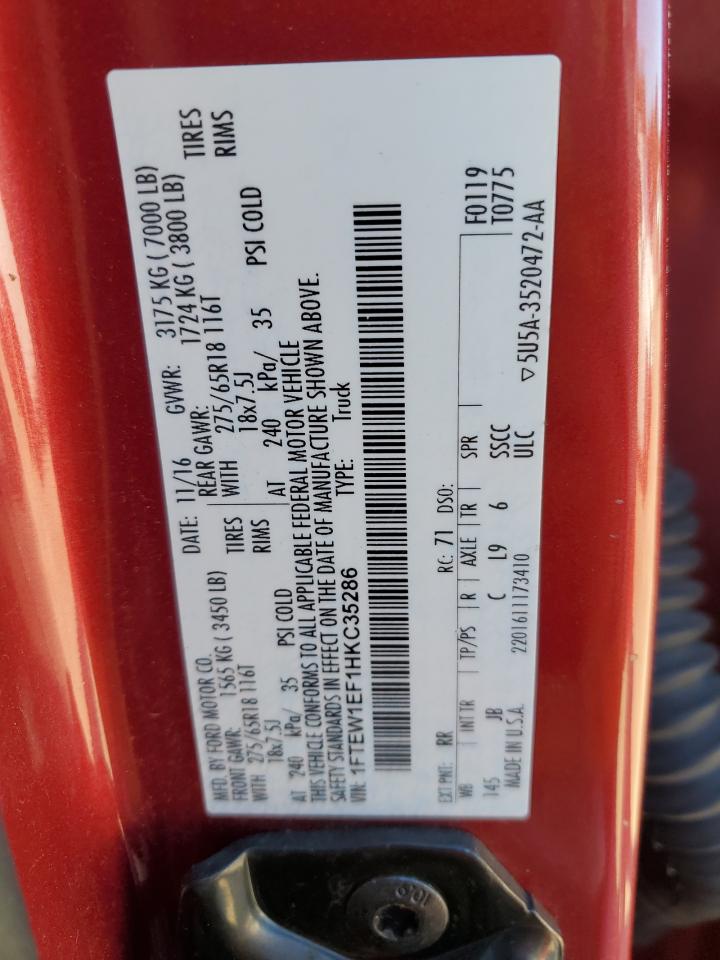 MFD. BY FORD MOTOR CO. DATE: 11/16 GVWR: 3175 KG ( 7000 LB)
FRONT GAWR: 1565 KG ( 3450 LB) REAR GAWR: 1724 KG ( 3800 LB)
WITH 275/65R18 116T TIRES WITH 275/65R18 116T TIRES
18x7.5J RIMS 18x7.5J RIMS
AT 240 kPa/ 35 PSI COLD AT 240 kPa/ 35 PSI COLD
THIS VEHICLE CONFORMS TO ALL APPLICABLE FEDERAL MOTOR VEHICLE
SAFETY STANDARDS IN EFFECT ON THE DATE OF MANUFACTURE SHOWN ABOVE.
VIN: 1FTEW1EF1HKC35286 TYPE: Truck
EXT PNT: RR RC: 71 DSO: F0119
WB INT TR TP/PS R AXLE TR SPR T0775
145 JB C L9 6 SSCC
MADE IN U.S.A. 2201611173410 ULC ▽5U5A-3520472-AA
10.9